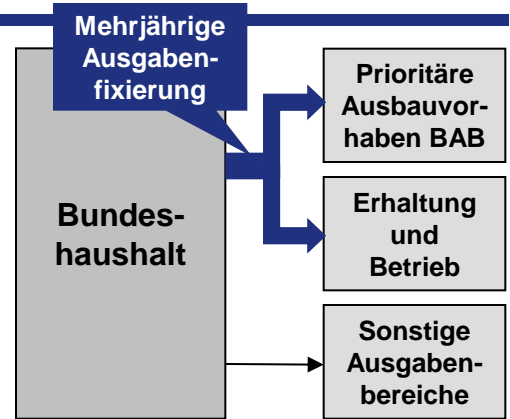 Mehrjährige
Ausgaben-
fixierung
Bundes-
haushalt
Prioritäre
Ausbauvor-
haben BAB
Erhaltung
und
Betrieb
Sonstige
Ausgaben-
bereiche